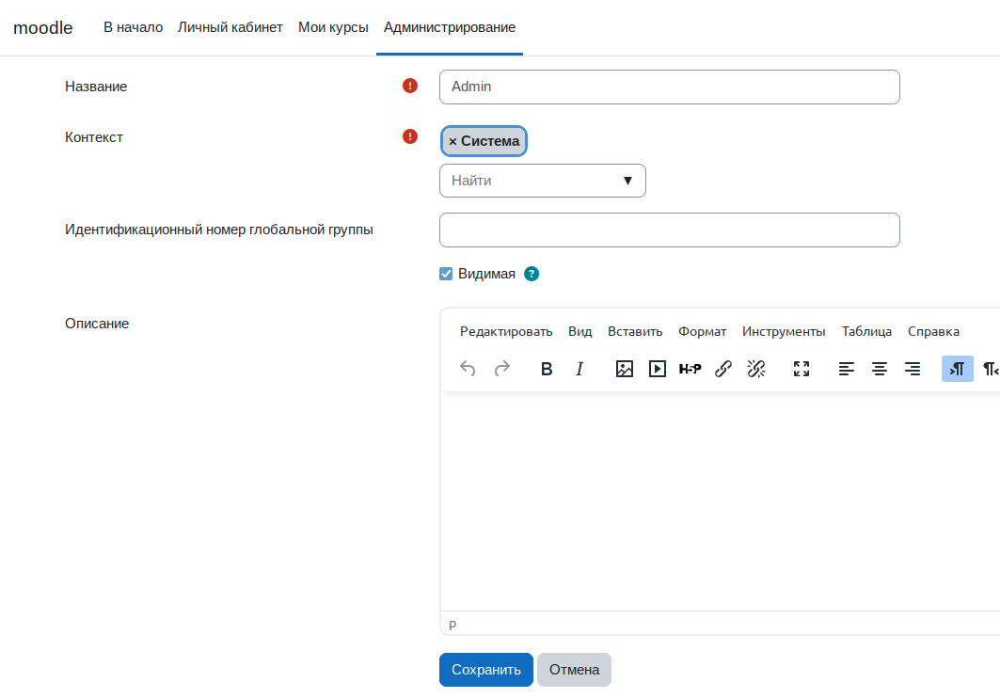 moodle В начало Личный кабинет Мои курсы Администрирование
Название ! Admin
Контекст ! × Система
Найти ▼
Идентификационный номер глобальной группы
Видимая ?
Описание
Редактировать Вид Вставить Формат Инструменты Таблица Справка
B I H-P
p
Сохранить Отмена